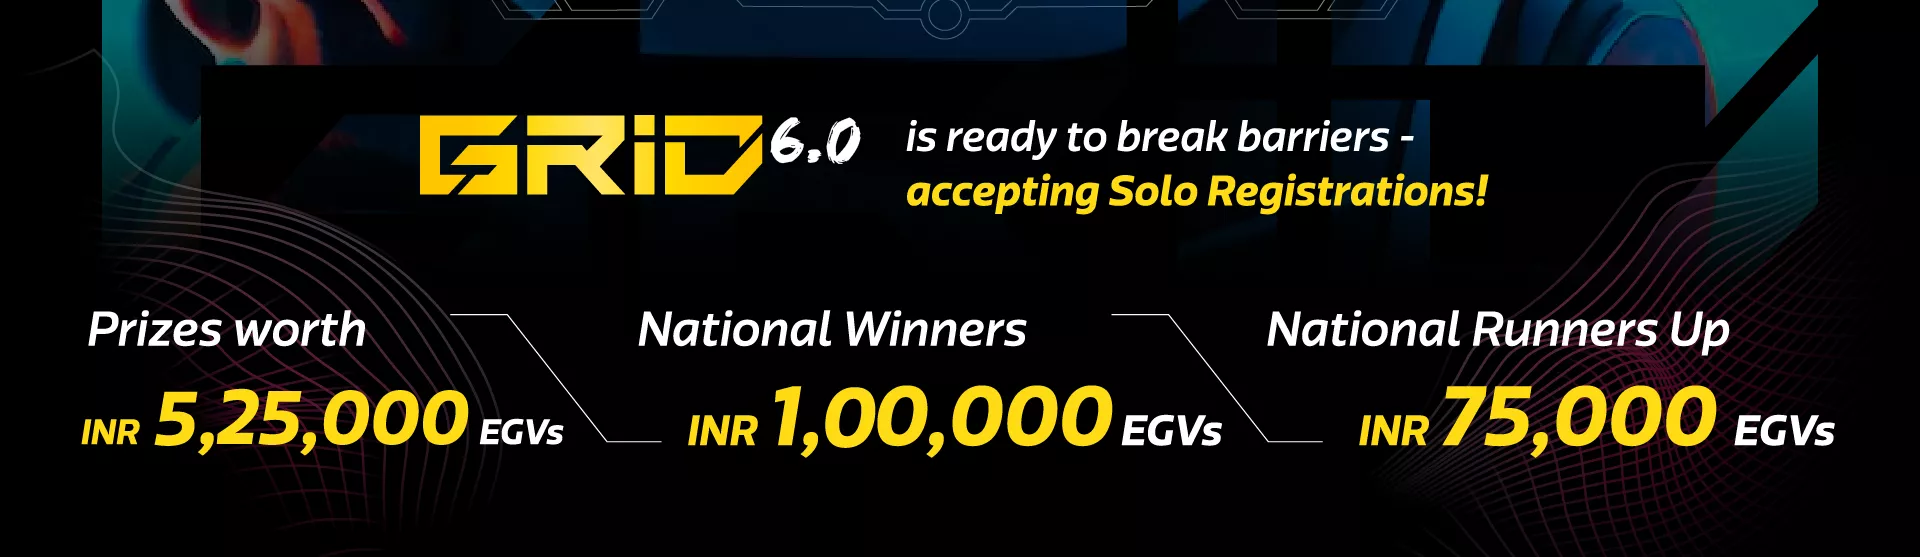 GRiD 6.0
is ready to break barriers -
accepting Solo Registrations!
Prizes worth
INR 5,25,000 EGVs
National Winners
INR 1,00,000 EGVs
National Runners Up
INR 75,000 EGVs